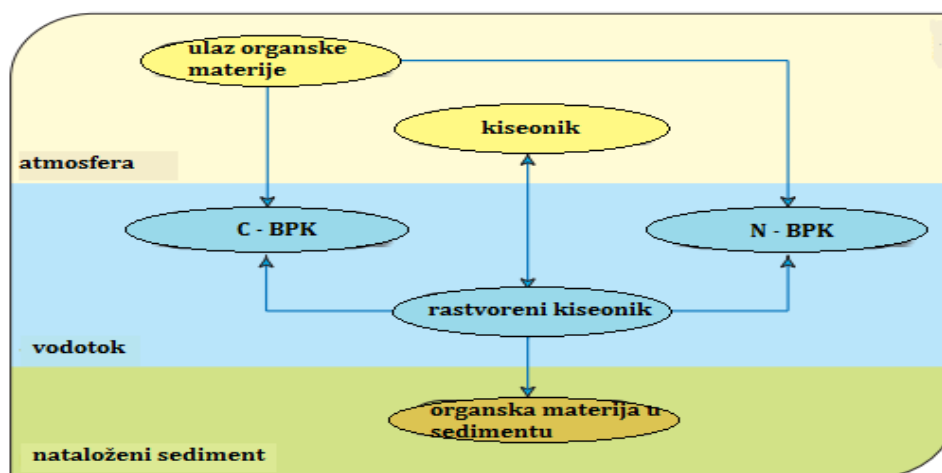 ulaz organske
materije
kiseonik
atmosfera
C - BPK
N - BPK
rastvoreni kiseonik
vodotok
organska materija u
sedimentu
nataloženi sediment